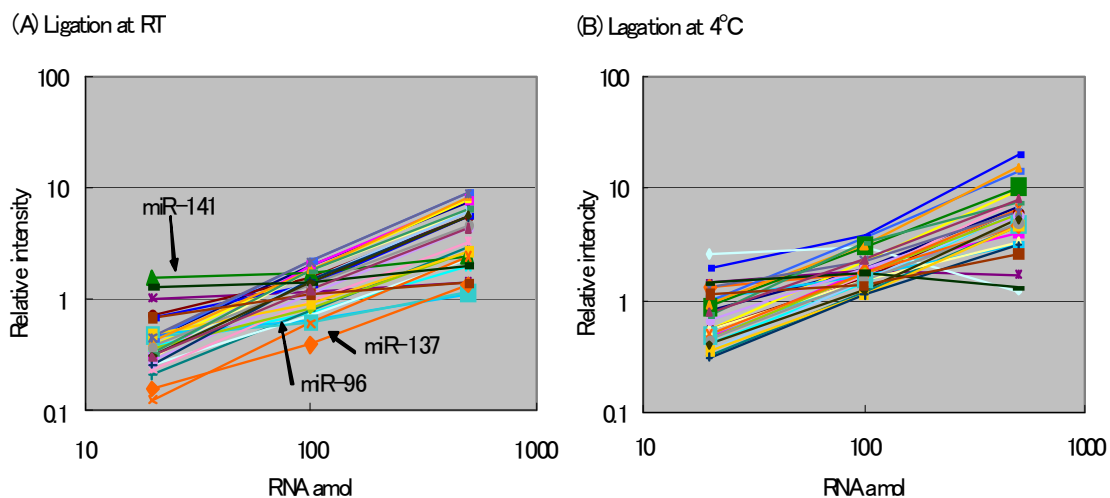 (A) Ligation at RT
(B) Lagation at 4°C
100
10
1
0.1
Relative intensity
miR-141
miR-137
miR-96
10
100
1000
RNA amol
100
10
1
0.1
Relative intensity
10
100
1000
RNA amol